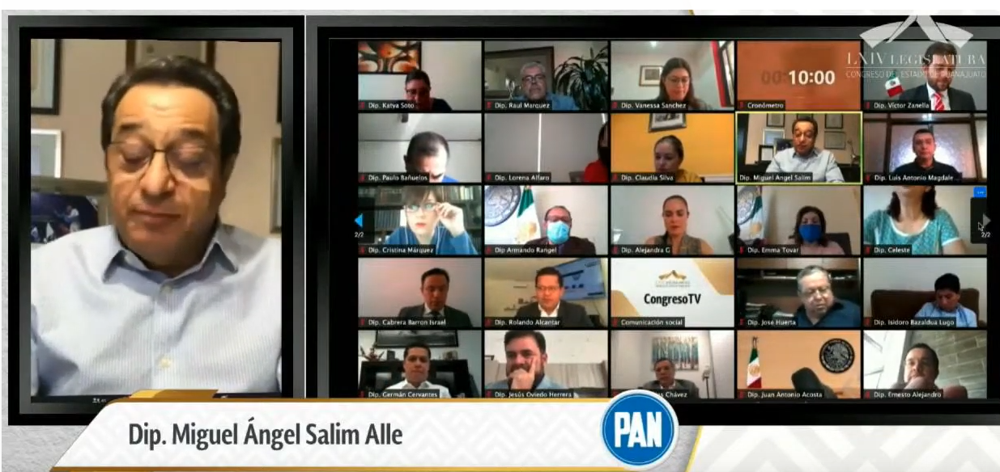 LXIV LEGISLATURA
CONGRESO DEL ESTADO DE GUANAJUATO
Dip. Katya Soto
Dip. Raul Marquez
Dip. Vanessa Sanchez
00:10:00
Cronómetro
Dip. Víctor Zanella
Dip. Paulo Bañuelos
Dip. Lorena Alfaro
Dip. Claudia Silva
Dip. Miguel Angel Salim
Dip. Luis Antonio Magdale...
2/2
Dip. Cristina Márquez
Dip Armando Rangel
Dip. Alejandra G
Dip. Emma Tovar
Dip. Celeste
2/2
Dip. Cabrera Barron Israel
Dip. Rolando Alcantar
CongresoTV
Comunicación social
Dip. Jose Huerta
Dip. Isidoro Bazaldua Lugo
Dip. Germán Cervantes
Dip. Jesús Oviedo Herrera
Chávez
Dip. Juan Antonio Acosta
Dip. Ernesto Alejandro
Dip. Miguel Ángel Salim Alle
PAN